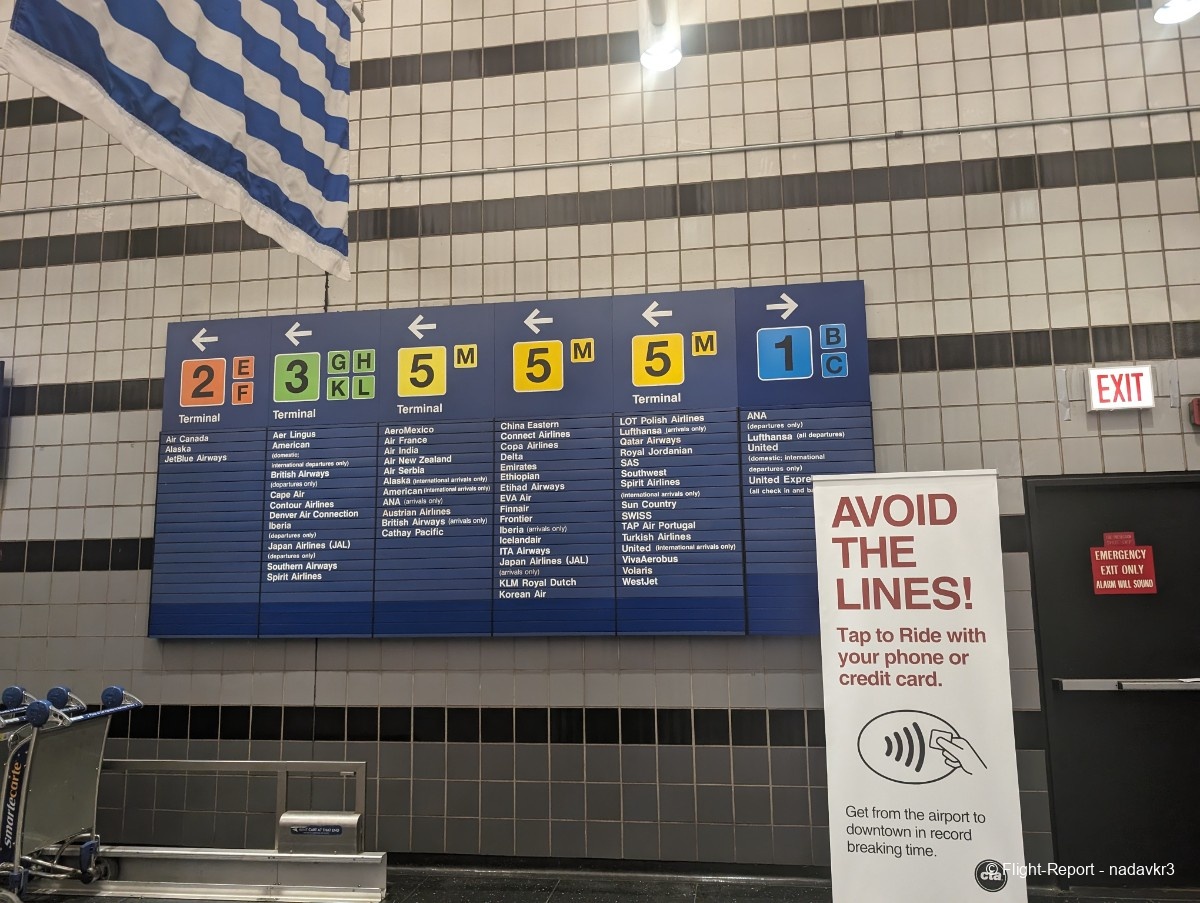 2
E
F
Terminal
Air Canada
Alaska
JetBlue Airways
3
G H
K L
Terminal
Aer Lingus
American
(domestic;
international departures only)
British Airways
(departures only)
Cape Air
Contour Airlines
Denver Air Connection
Iberia
(departures only)
Japan Airlines (JAL)
(departures only)
Southern Airways
Spirit Airlines
5
M
Terminal
AeroMexico
Air France
Air India
Air New Zealand
Air Serbia
Alaska (international arrivals only)
American (international arrivals only)
ANA (arrivals only)
Austrian Airlines
British Airways (arrivals only)
Cathay Pacific
5
M
China Eastern
Connect Airlines
Copa Airlines
Delta
Emirates
Ethiopian
Etihad Airways
EVA Air
Finnair
Frontier
Iberia (arrivals only)
Icelandair
ITA Airways
Japan Airlines (JAL)
(arrivals only)
KLM Royal Dutch
Korean Air
5
M
Terminal
LOT Polish Airlines
Lufthansa (arrivals only)
Qatar Airways
Royal Jordanian
SAS
Southwest
Spirit Airlines
(international arrivals only)
Sun Country
SWISS
TAP Air Portugal
Turkish Airlines
United (international arrivals only)
VivaAerobus
Volaris
WestJet
1
B
C
ANA
(departures only)
Lufthansa (all departures)
United
(domestic; international
departures only)
United Expre
(all check in and ba
EXIT
EMERGENCY
EXIT ONLY
ALARM WILL SOUND
AVOID
THE
LINES!
Tap to Ride with
your phone or
credit card.
Get from the airport to
downtown in record
breaking time.
cta
smartecarte
© Flight-Report - nadavkr3